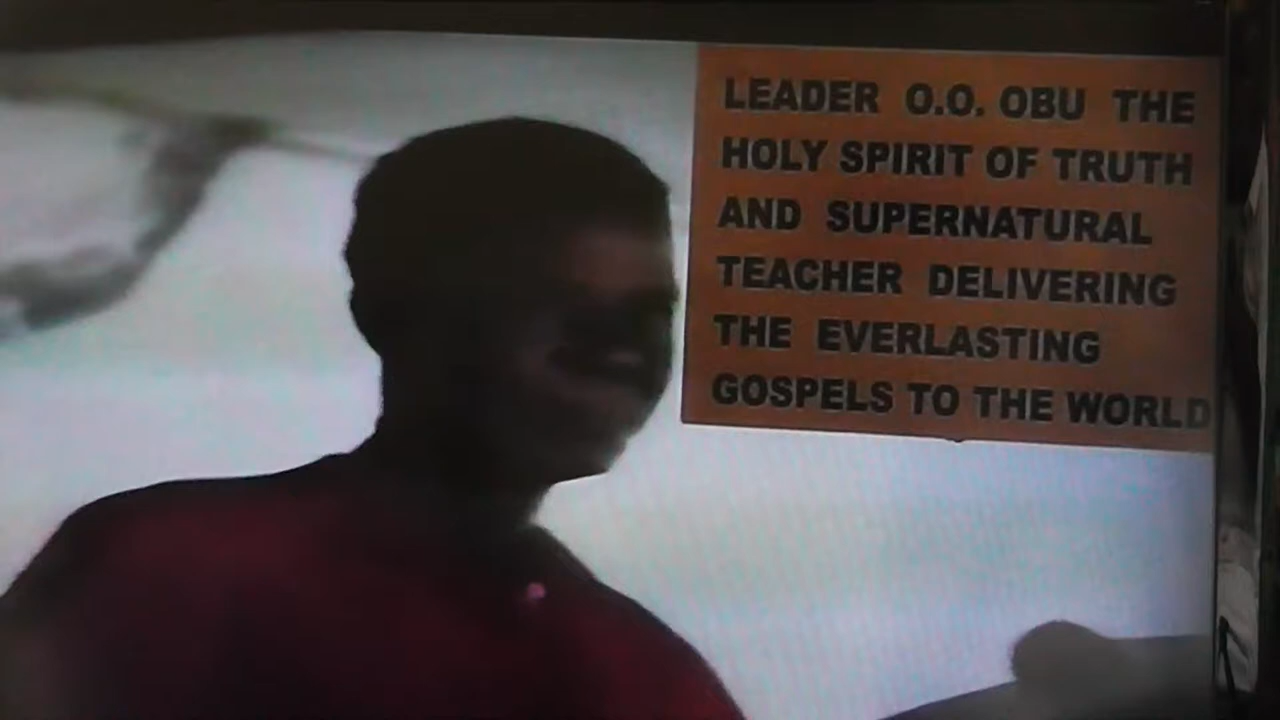 LEADER O.O. OBU THE
HOLY SPIRIT OF TRUTH
AND SUPERNATURAL
TEACHER DELIVERING
THE EVERLASTING
GOSPELS TO THE WORLD